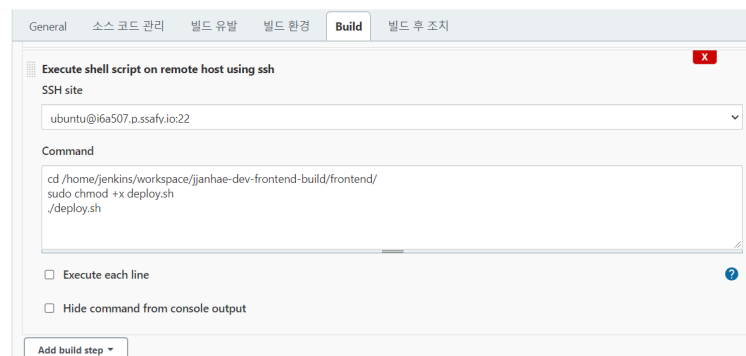 General 소스 코드 관리 빌드 유발 빌드 환경 Build 빌드 후 조치
X
Execute shell script on remote host using ssh
SSH site
ubuntu@i6a507.p.ssafy.io:22
Command
cd /home/jenkins/workspace/jjanhae-dev-frontend-build/frontend/
sudo chmod +x deploy.sh
./deploy.sh
Execute each line
?
Hide command from console output
Add build step